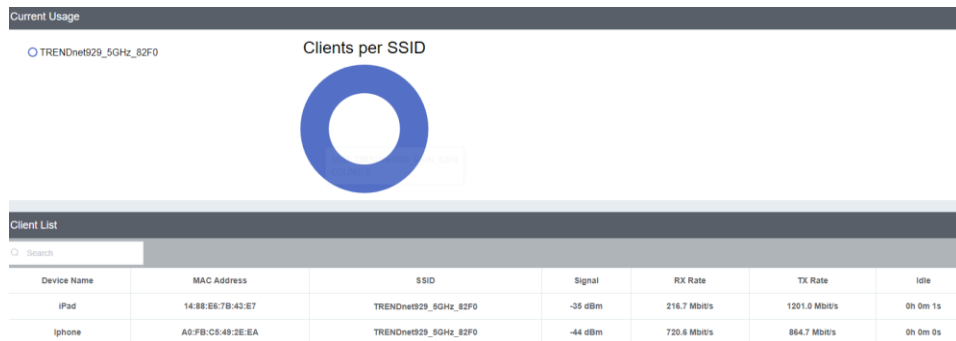 Current Usage
TRENDnet929_5GHz_82F0
Clients per SSID
Client List
Search
Device Name MAC Address SSID Signal RX Rate TX Rate Idle
iPad 14:88:E6:7B:43:E7 TRENDnet929_5GHz_82F0 -35 dBm 216.7 Mbit/s 1201.0 Mbit/s 0h 0m 1s
Iphone A0:FB:C5:49:2E:EA TRENDnet929_5GHz_82F0 -44 dBm 720.6 Mbit/s 864.7 Mbit/s 0h 0m 0s